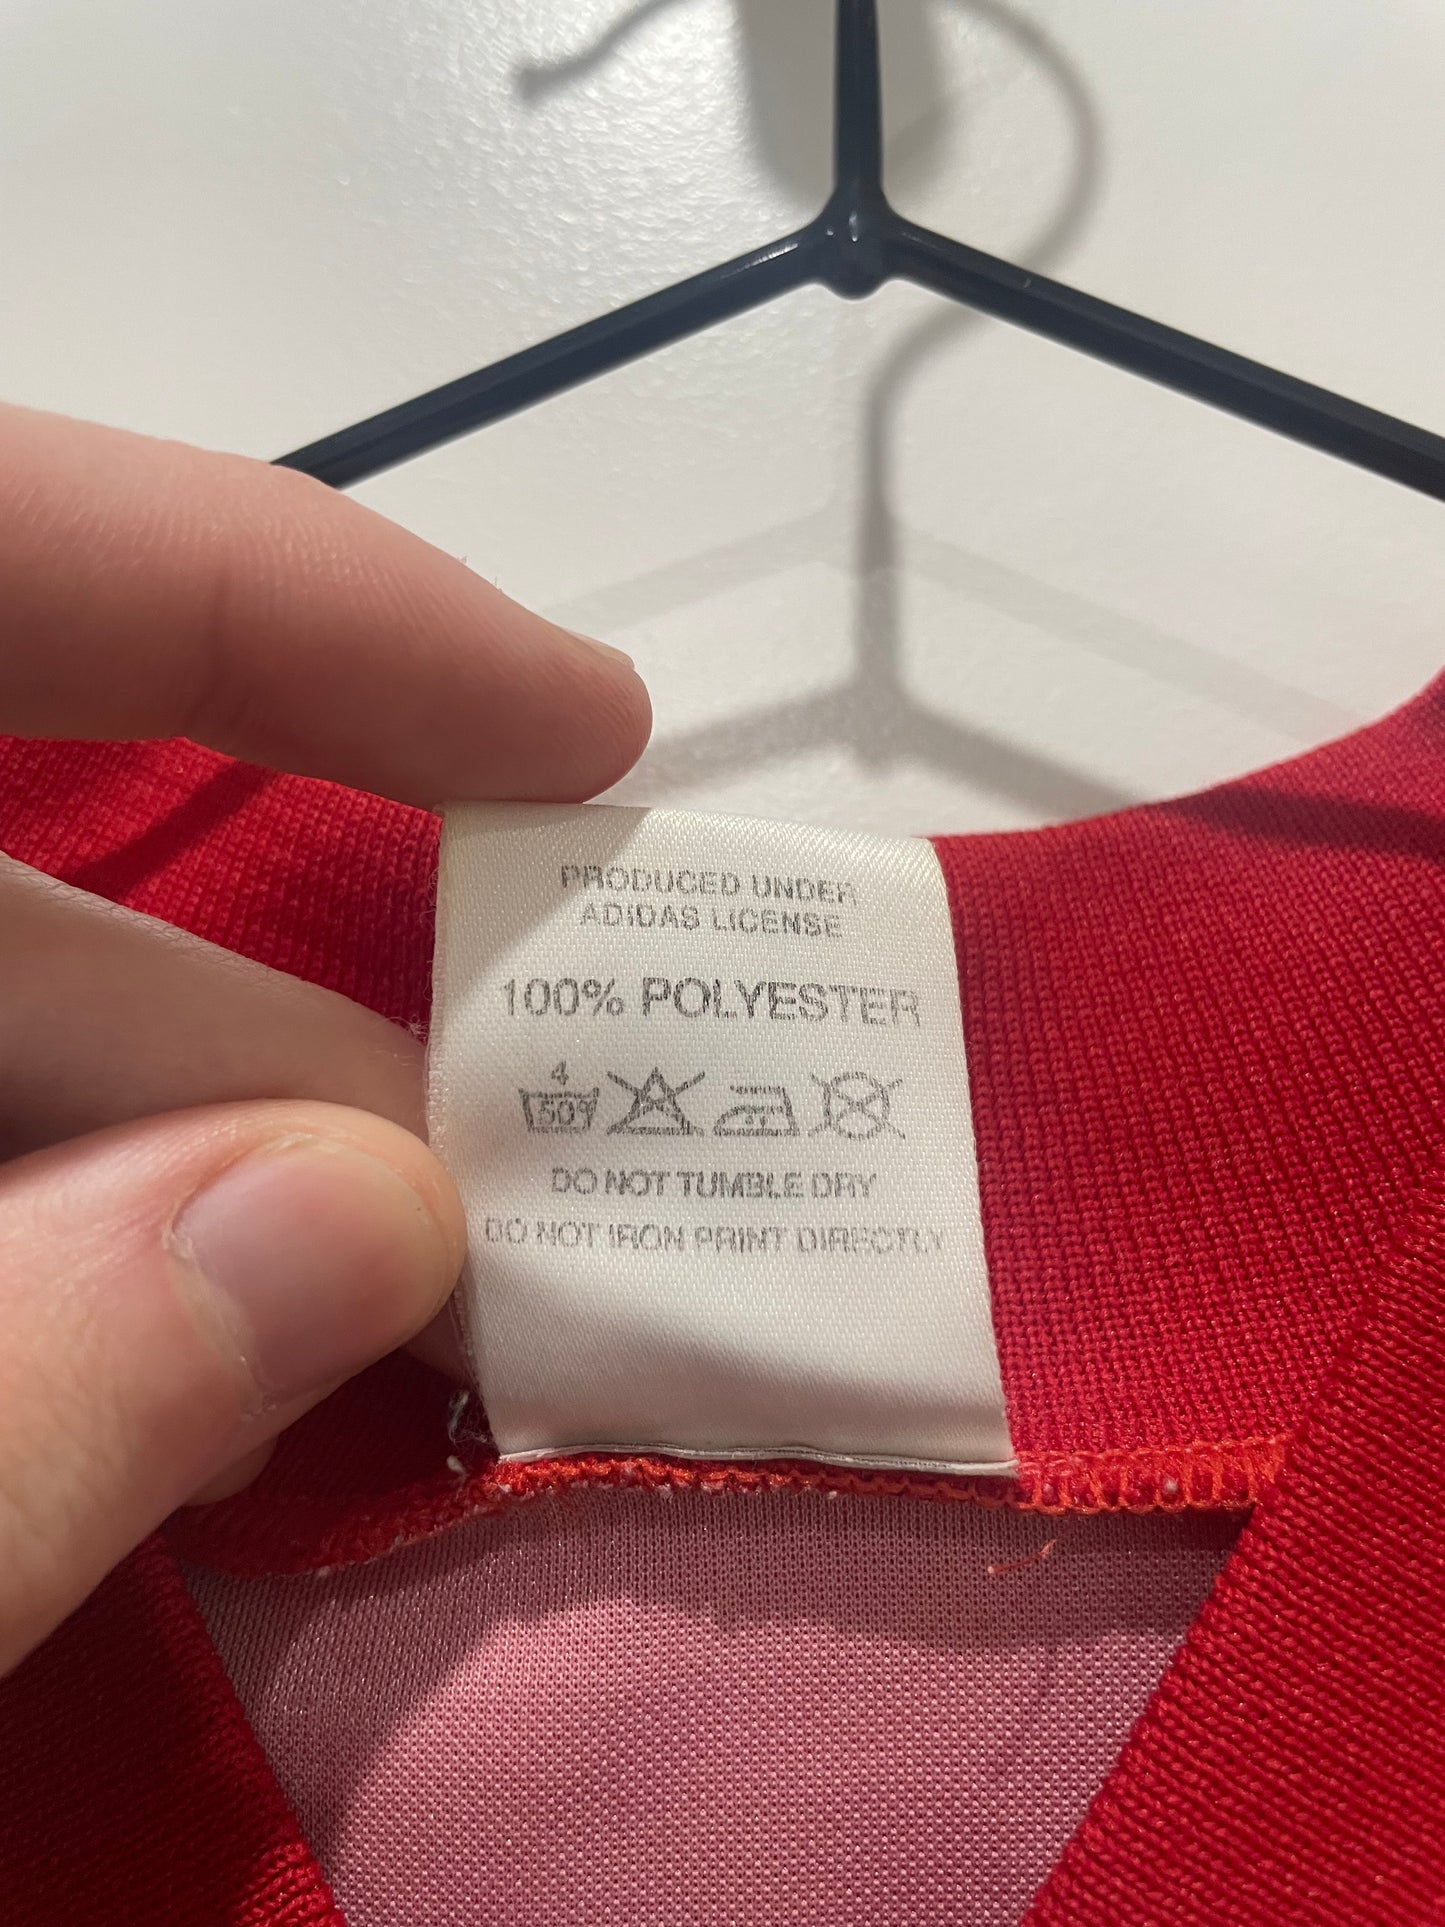 PRODUCED UNDER
ADIDAS LICENSE
100% POLYESTER
4
50°
DO NOT TUMBLE DRY
DO NOT IRON PRINT DIRECTLY